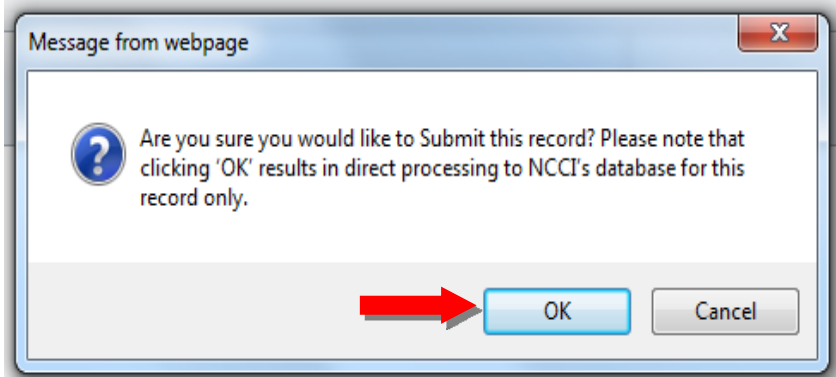 Message from webpage
X
Are you sure you would like to Submit this record? Please note that
clicking 'OK' results in direct processing to NCCI's database for this
record only.
OK
Cancel